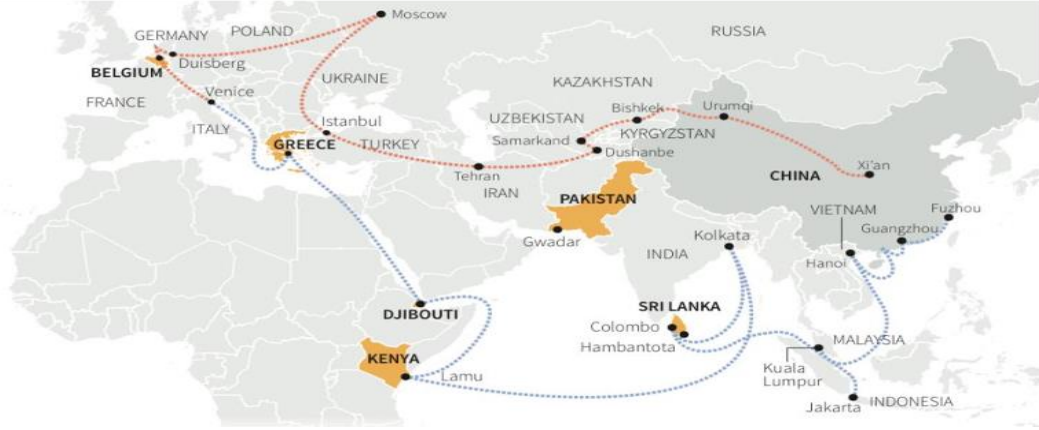 Moscow
RUSSIA
GERMANY
POLAND
Duisberg
BELGIUM
UKRAINE
KAZAKHSTAN
Venice
FRANCE
Bishkek
Urumqi
Istanbul
UZBEKISTAN
ITALY
KYRGYZSTAN
GREECE
TURKEY
Samarkand
Dushanbe
Xi'an
Tehran
CHINA
IRAN
PAKISTAN
VIETNAM
Fuzhou
Guangzhou
Kolkata
Gwadar
INDIA
Hanoi
SRI LANKA
DJIBOUTI
Colombo
MALAYSIA
Hambantota
KENYA
Kuala
Lumpur
Lamu
Jakarta
INDONESIA